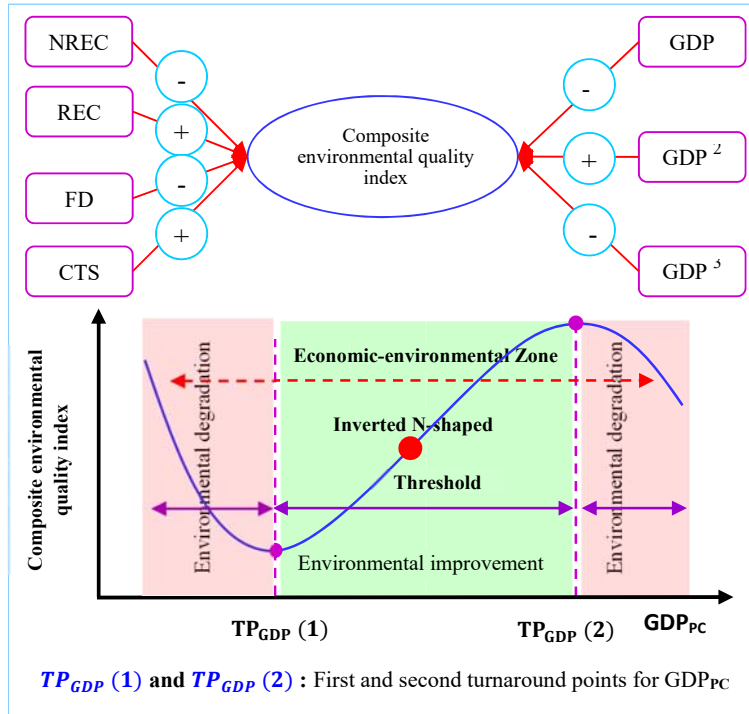 NREC
-
GDP
-
REC
+
Composite
environmental quality
index
+
GDP 2
FD
-
CTS
+
-
GDP 3
Composite environmental
quality index
Environmental degradation
Economic-environmental Zone
Inverted N-shaped
Threshold
Environmental improvement
Environmental degradation
TPGDP (1)
TPGDP (2)
GDPPC
TPGDP (1) and TPGDP (2) : First and second turnaround points for GDPPC